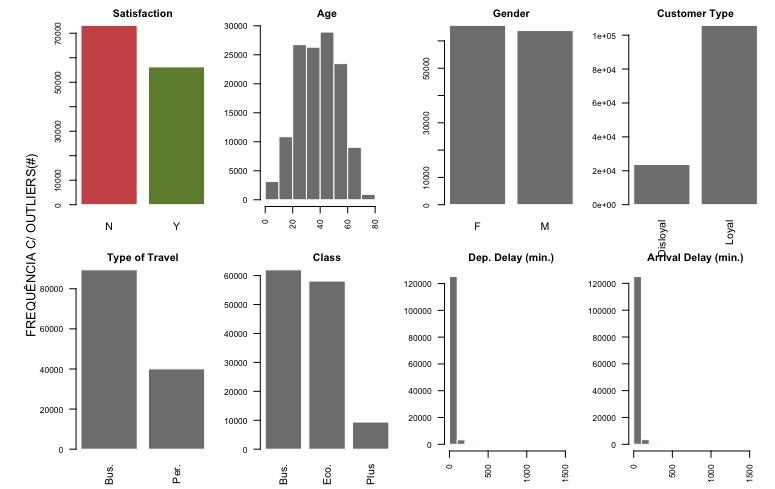 FREQUÊNCIA C/ OUTLIERS(#)
Satisfaction
70000
50000
30000
10000
0
N Y
Age
30000
25000
20000
15000
10000
5000
0
0 20 40 60 80
Gender
50000
30000
10000
0
F M
Customer Type
1e+05
8e+04
6e+04
4e+04
2e+04
0e+00
Disloyal Loyal
Type of Travel
80000
60000
40000
20000
0
Bus. Per.
Class
60000
50000
40000
30000
20000
10000
0
Bus. Eco. Plus
Dep. Delay (min.)
120000
100000
80000
60000
40000
20000
0
0 500 1000 1500
Arrival Delay (min.)
120000
100000
80000
60000
40000
20000
0
0 500 1000 1500